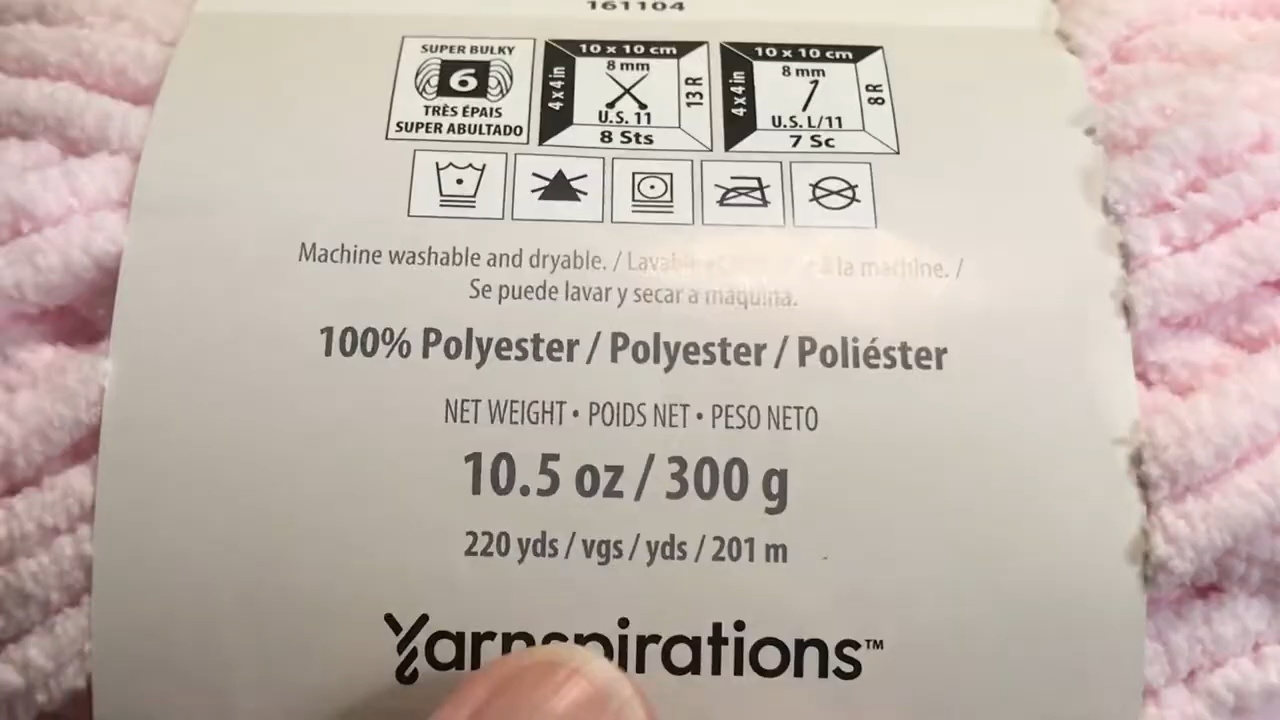 161104
SUPER BULKY
6
TRÈS ÉPAIS
SUPER ABULTADO
10 x 10 cm
4 x 4 in
8 mm
13 R
U.S. 11
8 Sts
10 x 10 cm
4 x 4 in
8 mm
8 R
U.S. L/11
7 Sc
Machine washable and dryable. / Lavable à la machine. /
Se puede lavar y secar a máquina.
100% Polyester / Polyester / Poliéster
NET WEIGHT • POIDS NET • PESO NETO
10.5 oz / 300 g
220 yds / vgs / yds / 201 m
Yarnspirations™